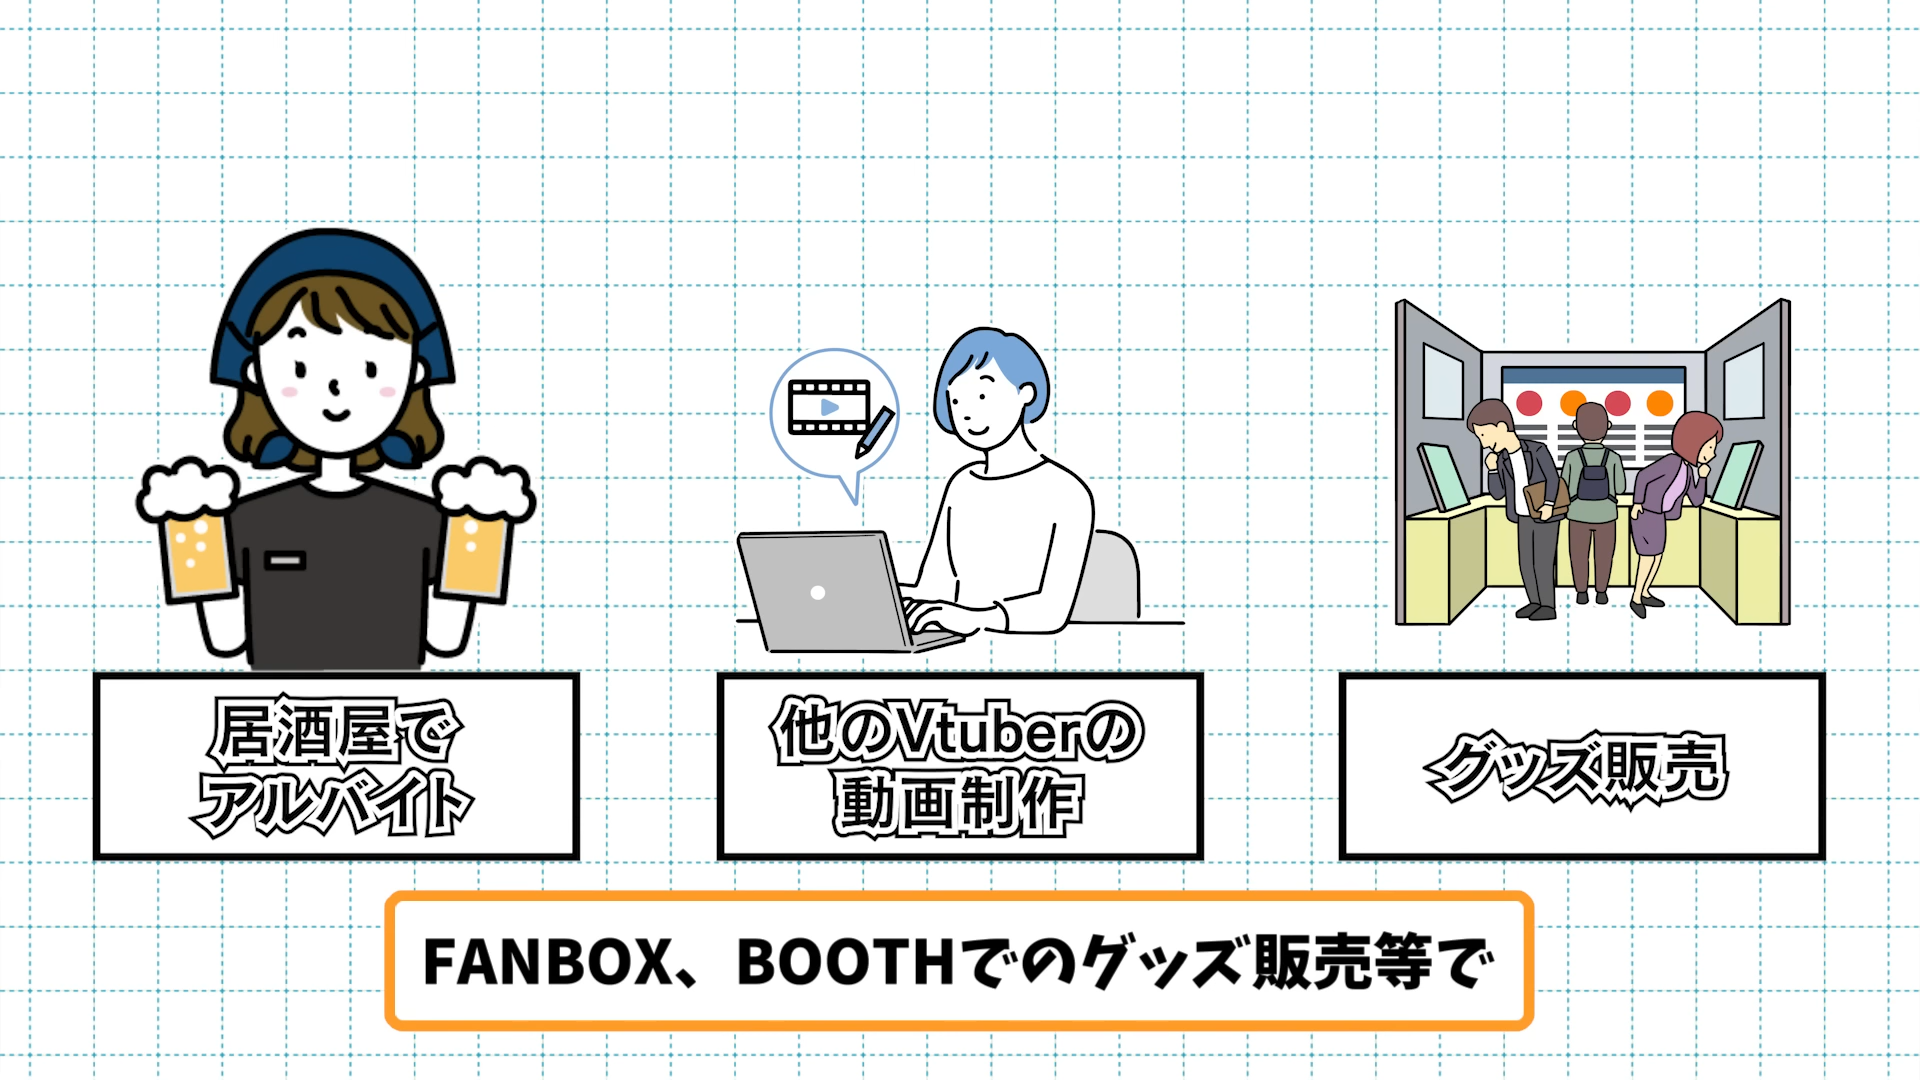 居酒屋で
アルバイト
他のVtuberの
動画制作
グッズ販売
FANBOX、BOOTHでのグッズ販売等で